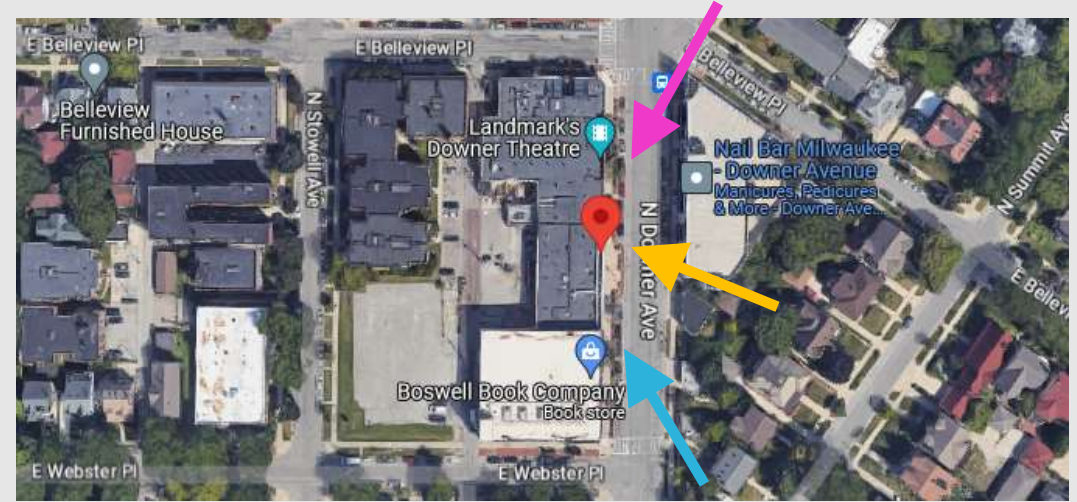 E Belleview Pl
E Belleview Pl
Belleview
Furnished House
N Stowell Ave
Landmark's
Downer Theatre
Belleview Pl
Nail Bar Milwaukee
- Downer Avenue
Manicures, Pedicures
& More - Downer Ave...
N Summit Ave
N Downer Ave
E Bellev
Boswell Book Company
Book store
E Webster Pl
E Webster Pl